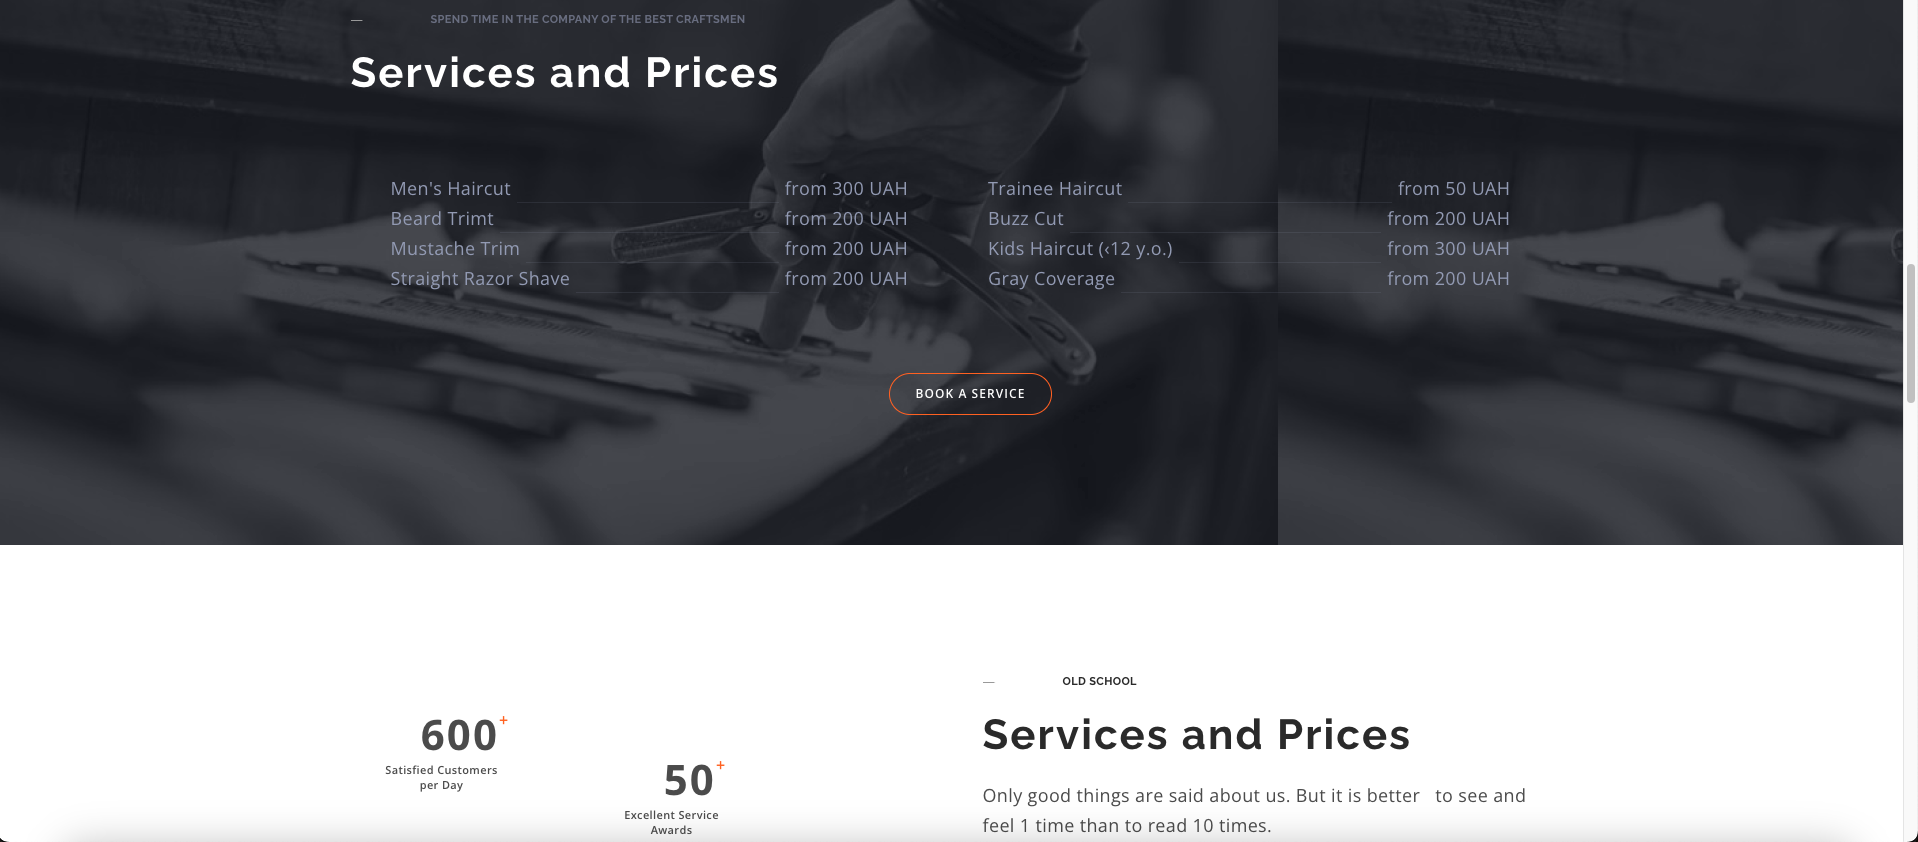 — SPEND TIME IN THE COMPANY OF THE BEST CRAFTSMEN
Services and Prices
Men's Haircut from 300 UAH
Beard Trimt from 200 UAH
Mustache Trim from 200 UAH
Straight Razor Shave from 200 UAH
Trainee Haircut from 50 UAH
Buzz Cut from 200 UAH
Kids Haircut (‹12 y.o.) from 300 UAH
Gray Coverage from 200 UAH
BOOK A SERVICE
600+
Satisfied Customers
per Day
50+
Excellent Service
Awards
— OLD SCHOOL
Services and Prices
Only good things are said about us. But it is better to see and
feel 1 time than to read 10 times.